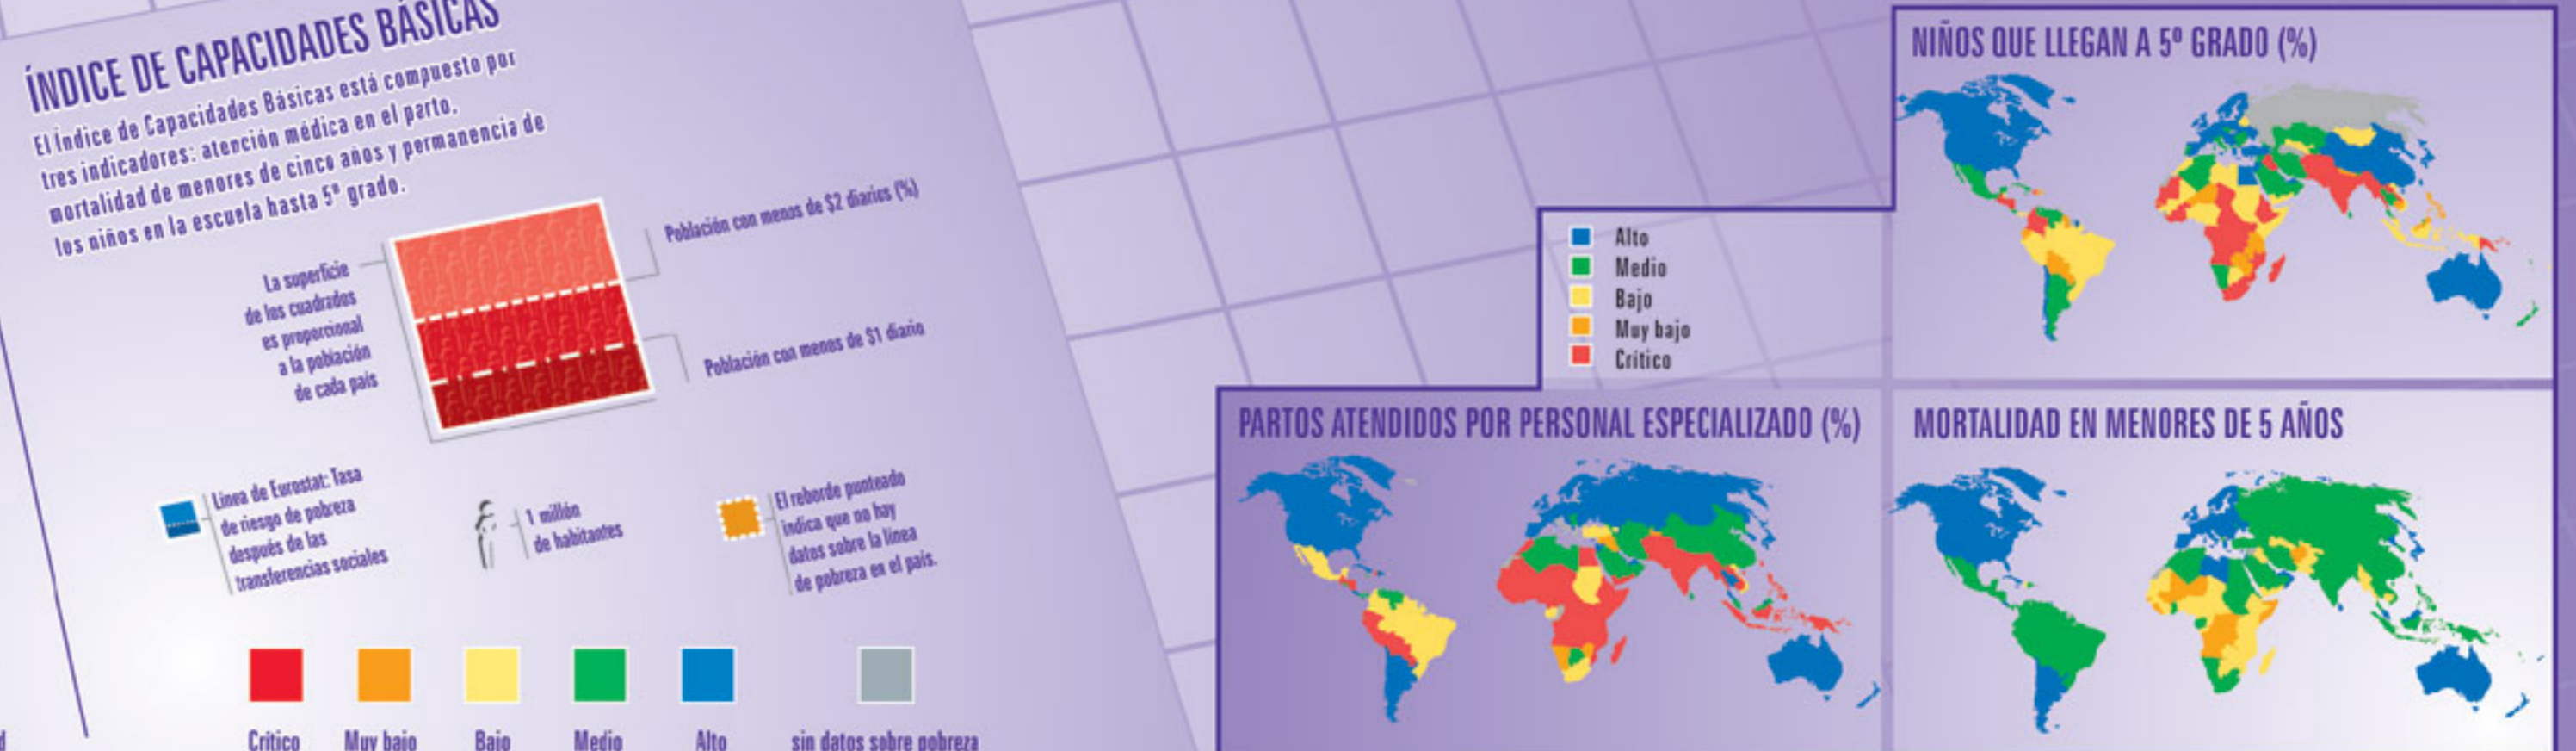 ÍNDICE DE CAPACIDADES BÁSICAS
El Índice de Capacidades Básicas está compuesto por
tres indicadores: atención médica en el parto,
mortalidad de menores de cinco años y permanencia de
los niños en la escuela hasta 5º grado.
La superficie
de los cuadrados
es proporcional
a la población
de cada país
Población con menos de $2 diarios (%)
Población con menos de $1 diario
Línea de Eurostat: Tasa
de riesgo de pobreza
después de las
transferencias sociales
1 millón
de habitantes
El reborde punteado
indica que no hay
datos sobre la línea
de pobreza en el país.
Crítico
Muy bajo
Bajo
Medio
Alto
sin datos sobre pobreza
NIÑOS QUE LLEGAN A 5º GRADO (%)
Alto
Medio
Bajo
Muy bajo
Crítico
PARTOS ATENDIDOS POR PERSONAL ESPECIALIZADO (%)
MORTALIDAD EN MENORES DE 5 AÑOS